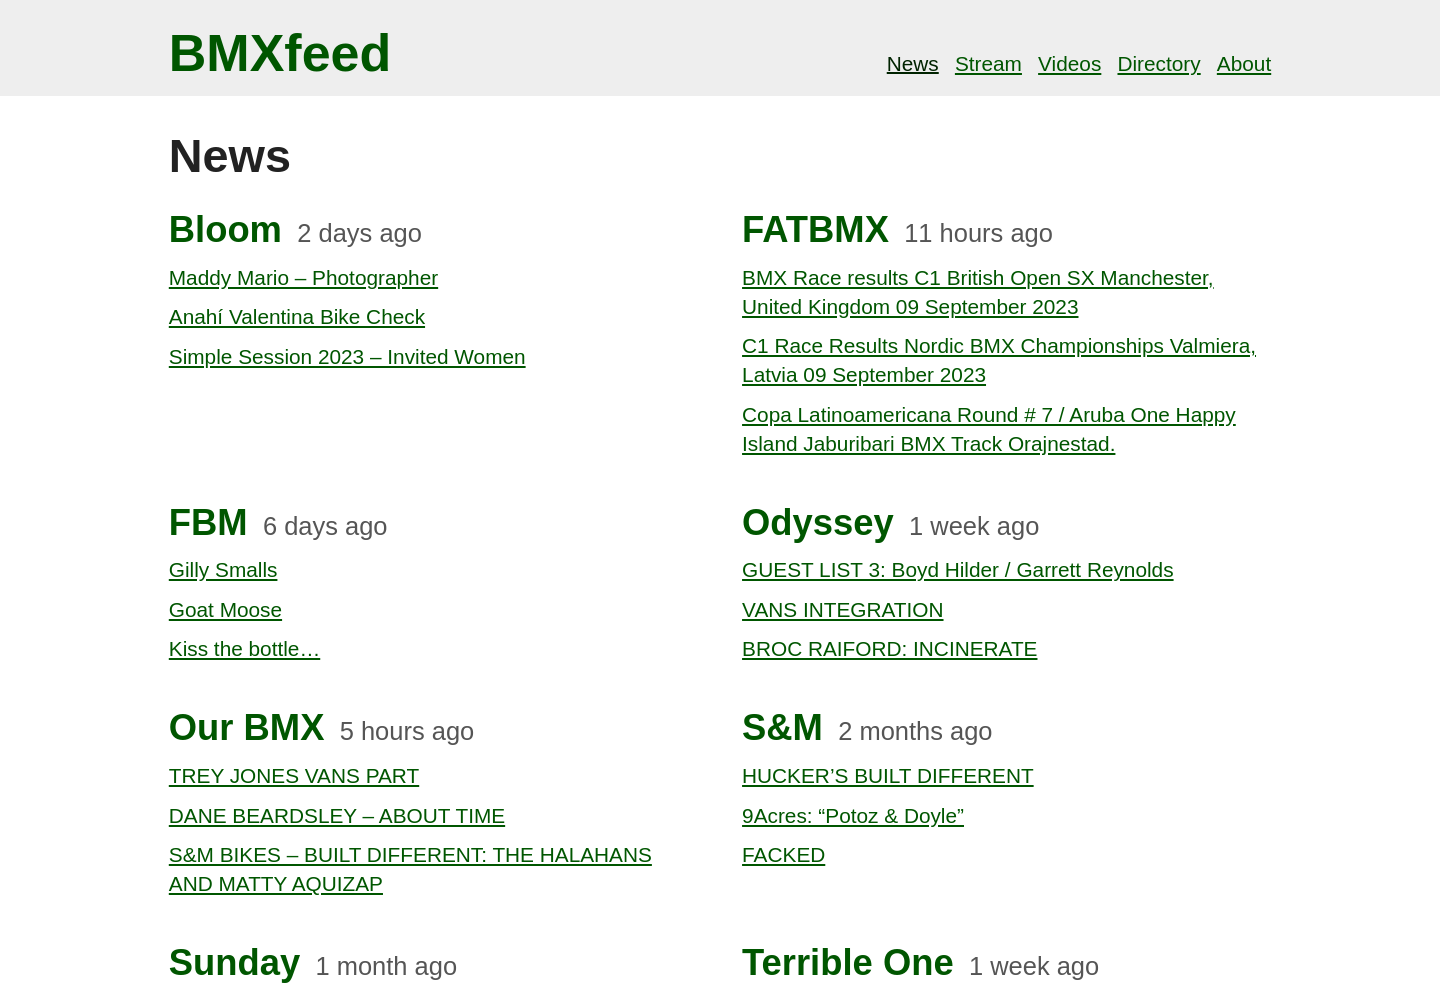 BMXfeed
News Stream Videos Directory About
News
Bloom 2 days ago
Maddy Mario – Photographer
Anahí Valentina Bike Check
Simple Session 2023 – Invited Women
FATBMX 11 hours ago
BMX Race results C1 British Open SX Manchester,
United Kingdom 09 September 2023
C1 Race Results Nordic BMX Championships Valmiera,
Latvia 09 September 2023
Copa Latinoamericana Round # 7 / Aruba One Happy
Island Jaburibari BMX Track Orajnestad.
FBM 6 days ago
Gilly Smalls
Goat Moose
Kiss the bottle…
Odyssey 1 week ago
GUEST LIST 3: Boyd Hilder / Garrett Reynolds
VANS INTEGRATION
BROC RAIFORD: INCINERATE
Our BMX 5 hours ago
TREY JONES VANS PART
DANE BEARDSLEY – ABOUT TIME
S&M BIKES – BUILT DIFFERENT: THE HALAHANS
AND MATTY AQUIZAP
S&M 2 months ago
HUCKER’S BUILT DIFFERENT
9Acres: “Potoz & Doyle”
FACKED
Sunday 1 month ago
Terrible One 1 week ago